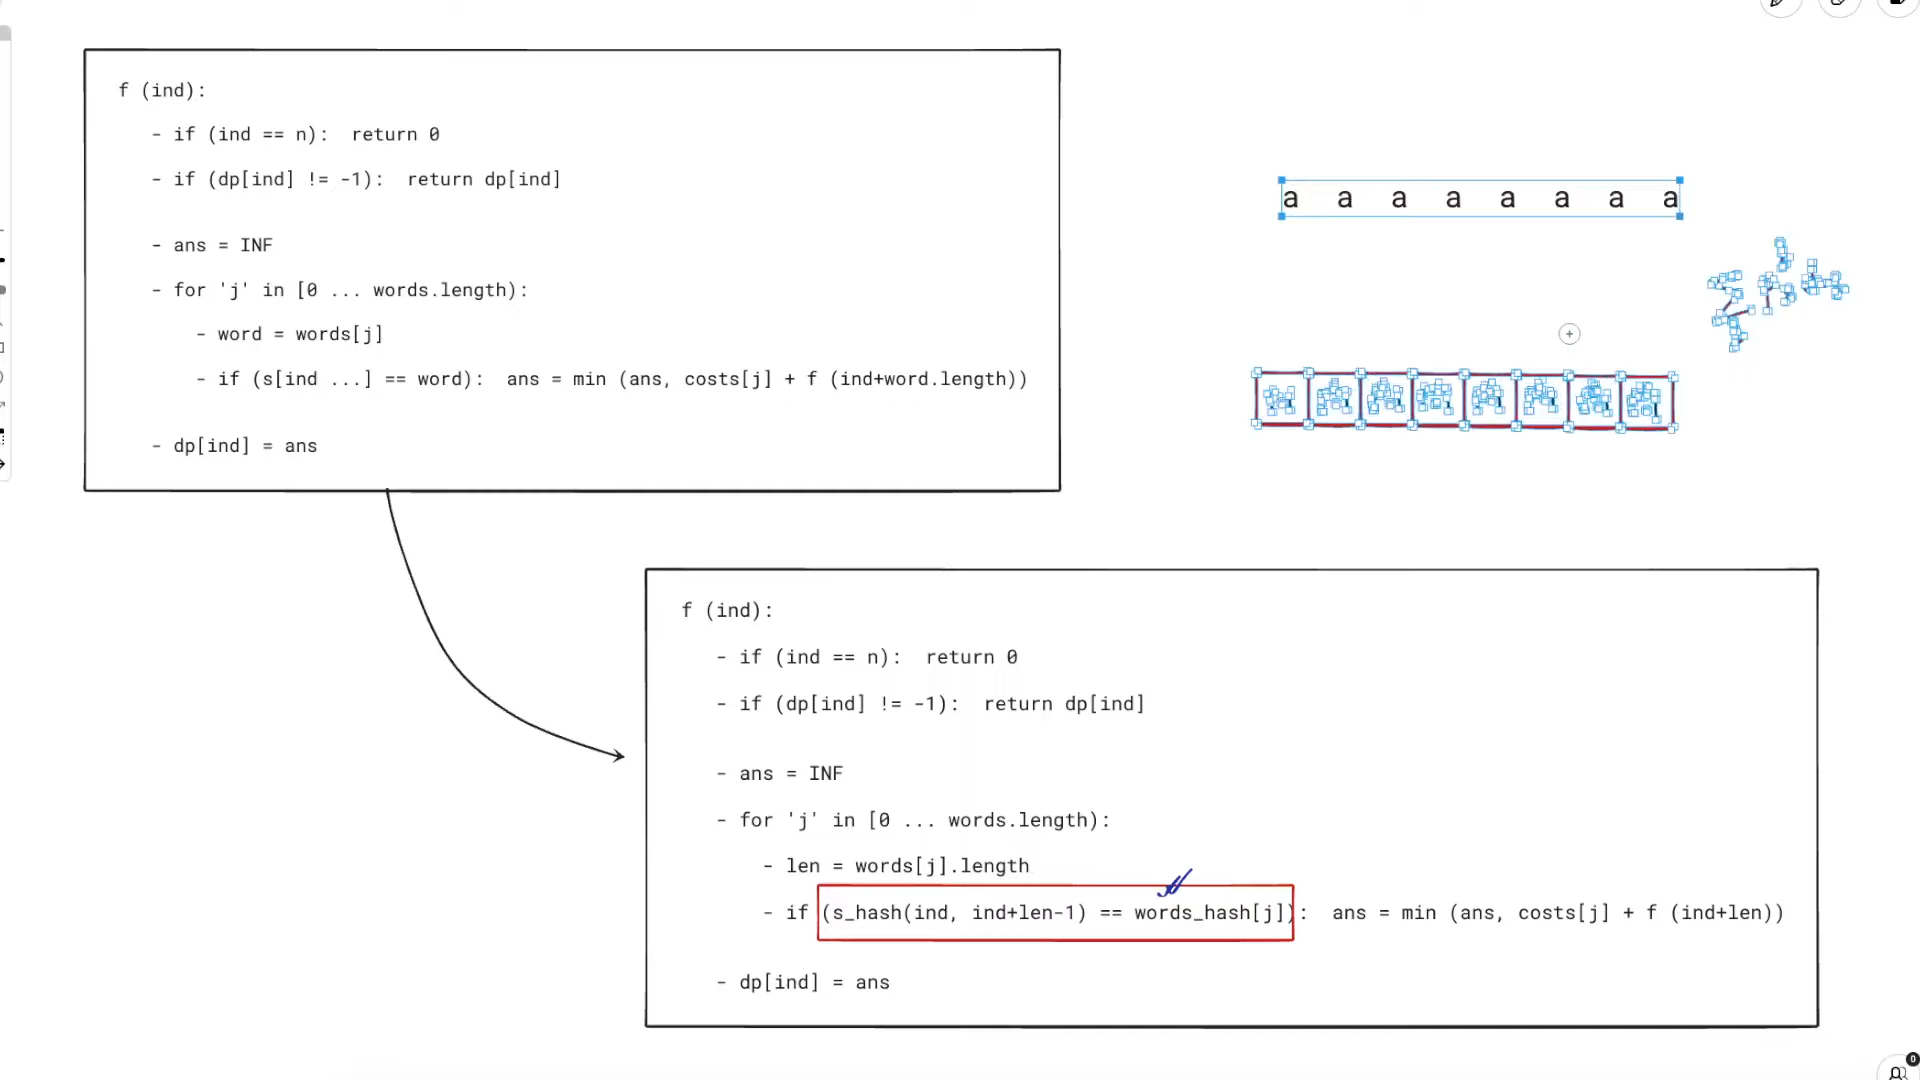 f (ind):
- if (ind == n): return 0
- if (dp[ind] != -1): return dp[ind]
- ans = INF
- for 'j' in [0 ... words.length):
- word = words[j]
- if (s[ind ...] == word): ans = min (ans, costs[j] + f (ind+word.length))
- dp[ind] = ans
a a a a a a a a
f (ind):
- if (ind == n): return 0
- if (dp[ind] != -1): return dp[ind]
- ans = INF
- for 'j' in [0 ... words.length):
- len = words[j].length
- if (s_hash(ind, ind+len-1) == words_hash[j]): ans = min (ans, costs[j] + f (ind+len))
- dp[ind] = ans
0